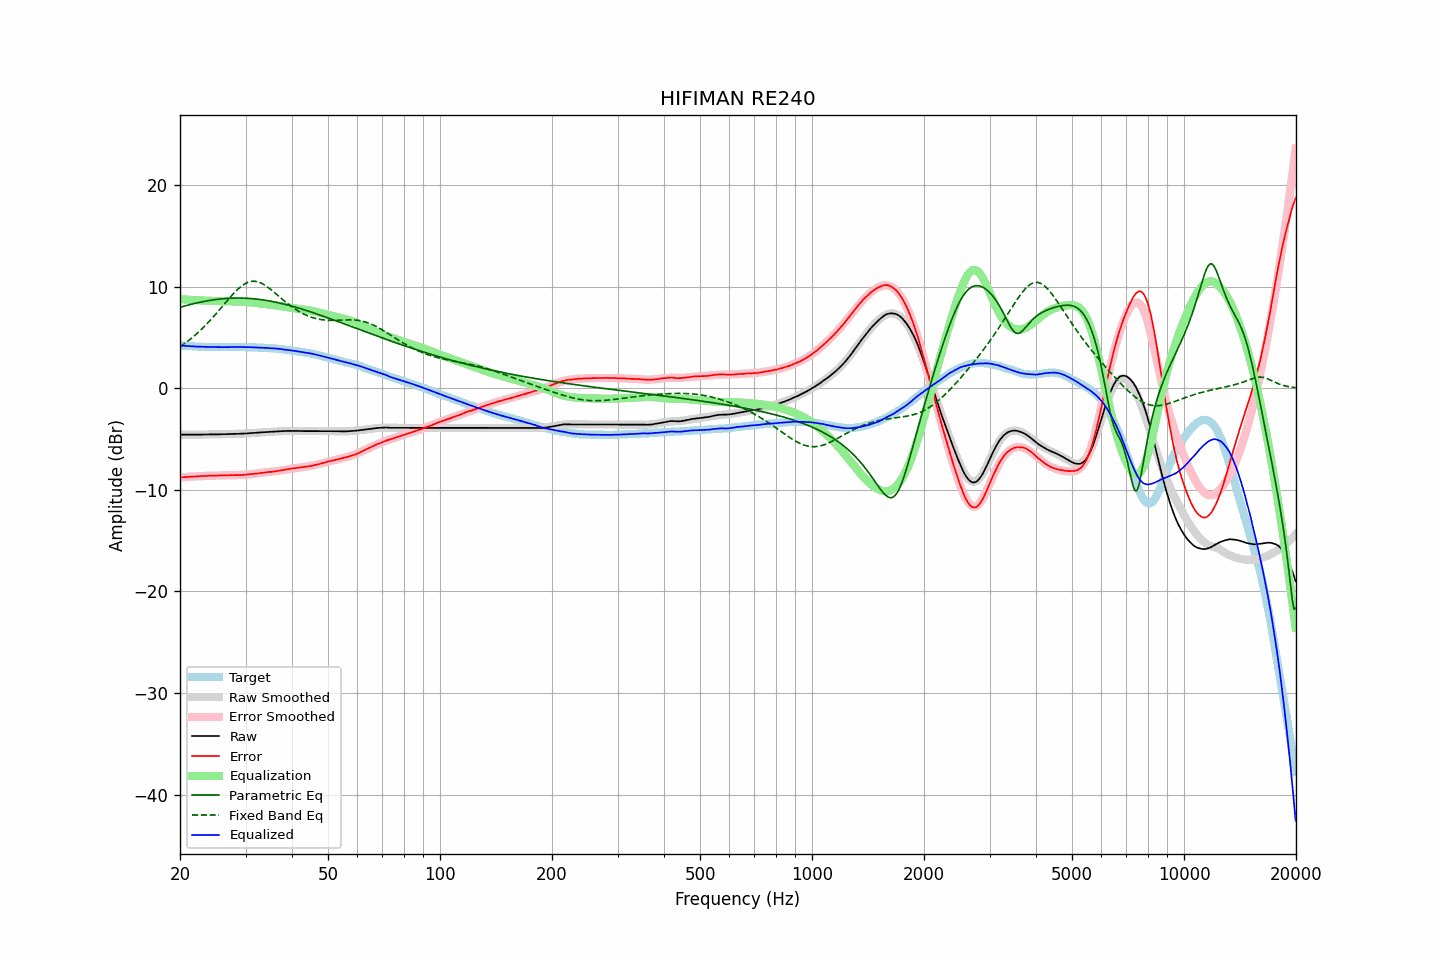 HIFIMAN RE240
Amplitude (dBr)
20
10
0
−10
−20
−30
−40
Target
Raw Smoothed
Error Smoothed
Raw
Error
Equalization
Parametric Eq
Fixed Band Eq
Equalized
20 50 100 200 500 1000 2000 5000 10000 20000
Frequency (Hz)